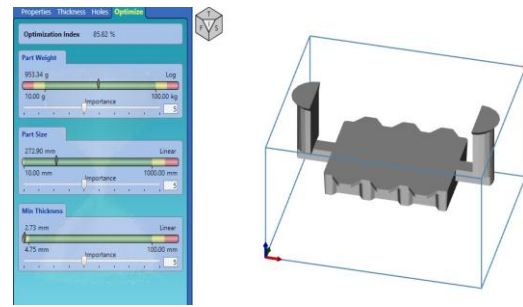 Properties Thickness Holes Optimize
Optimization Index 85.82 %
Part Weight
953.34 g Log
10.00 g 100.00 kg
Importance 5
Part Size
272.90 mm Linear
10.00 mm 1000.00 mm
Importance 5
Min Thickness
2.73 mm Linear
4.75 mm 100.00 mm
Importance 5
T
F S